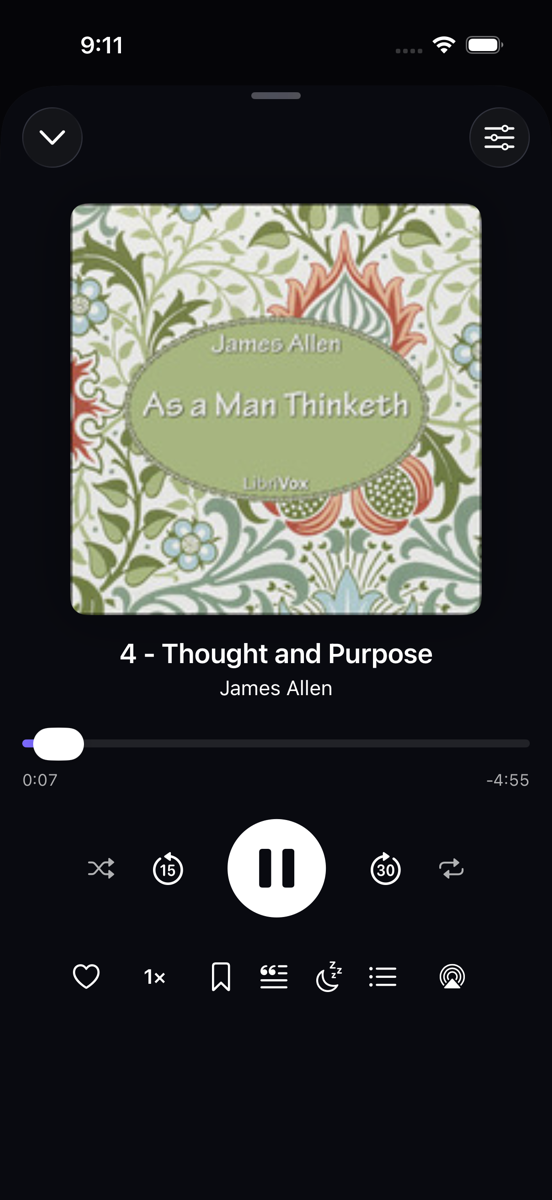 9:11
James Allen
As a Man Thinketh
LibriVox
4 - Thought and Purpose
James Allen
0:07 -4:55
15 30
1× zzz